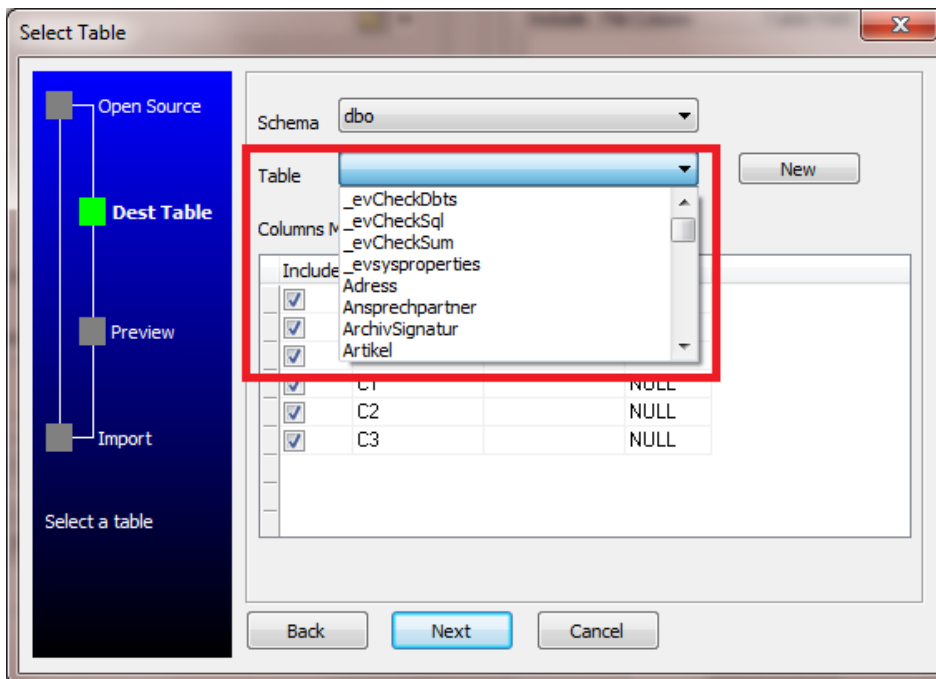 Select Table
Open Source
Dest Table
Preview
Import
Select a table
Schema dbo
Table New
_evCheckDbts
_evCheckSql
_evCheckSum
_evsysproperties
Adress
Ansprechpartner
ArchivSignatur
Artikel
Columns M
Include
C1 NULL
C2 NULL
C3 NULL
Back Next Cancel